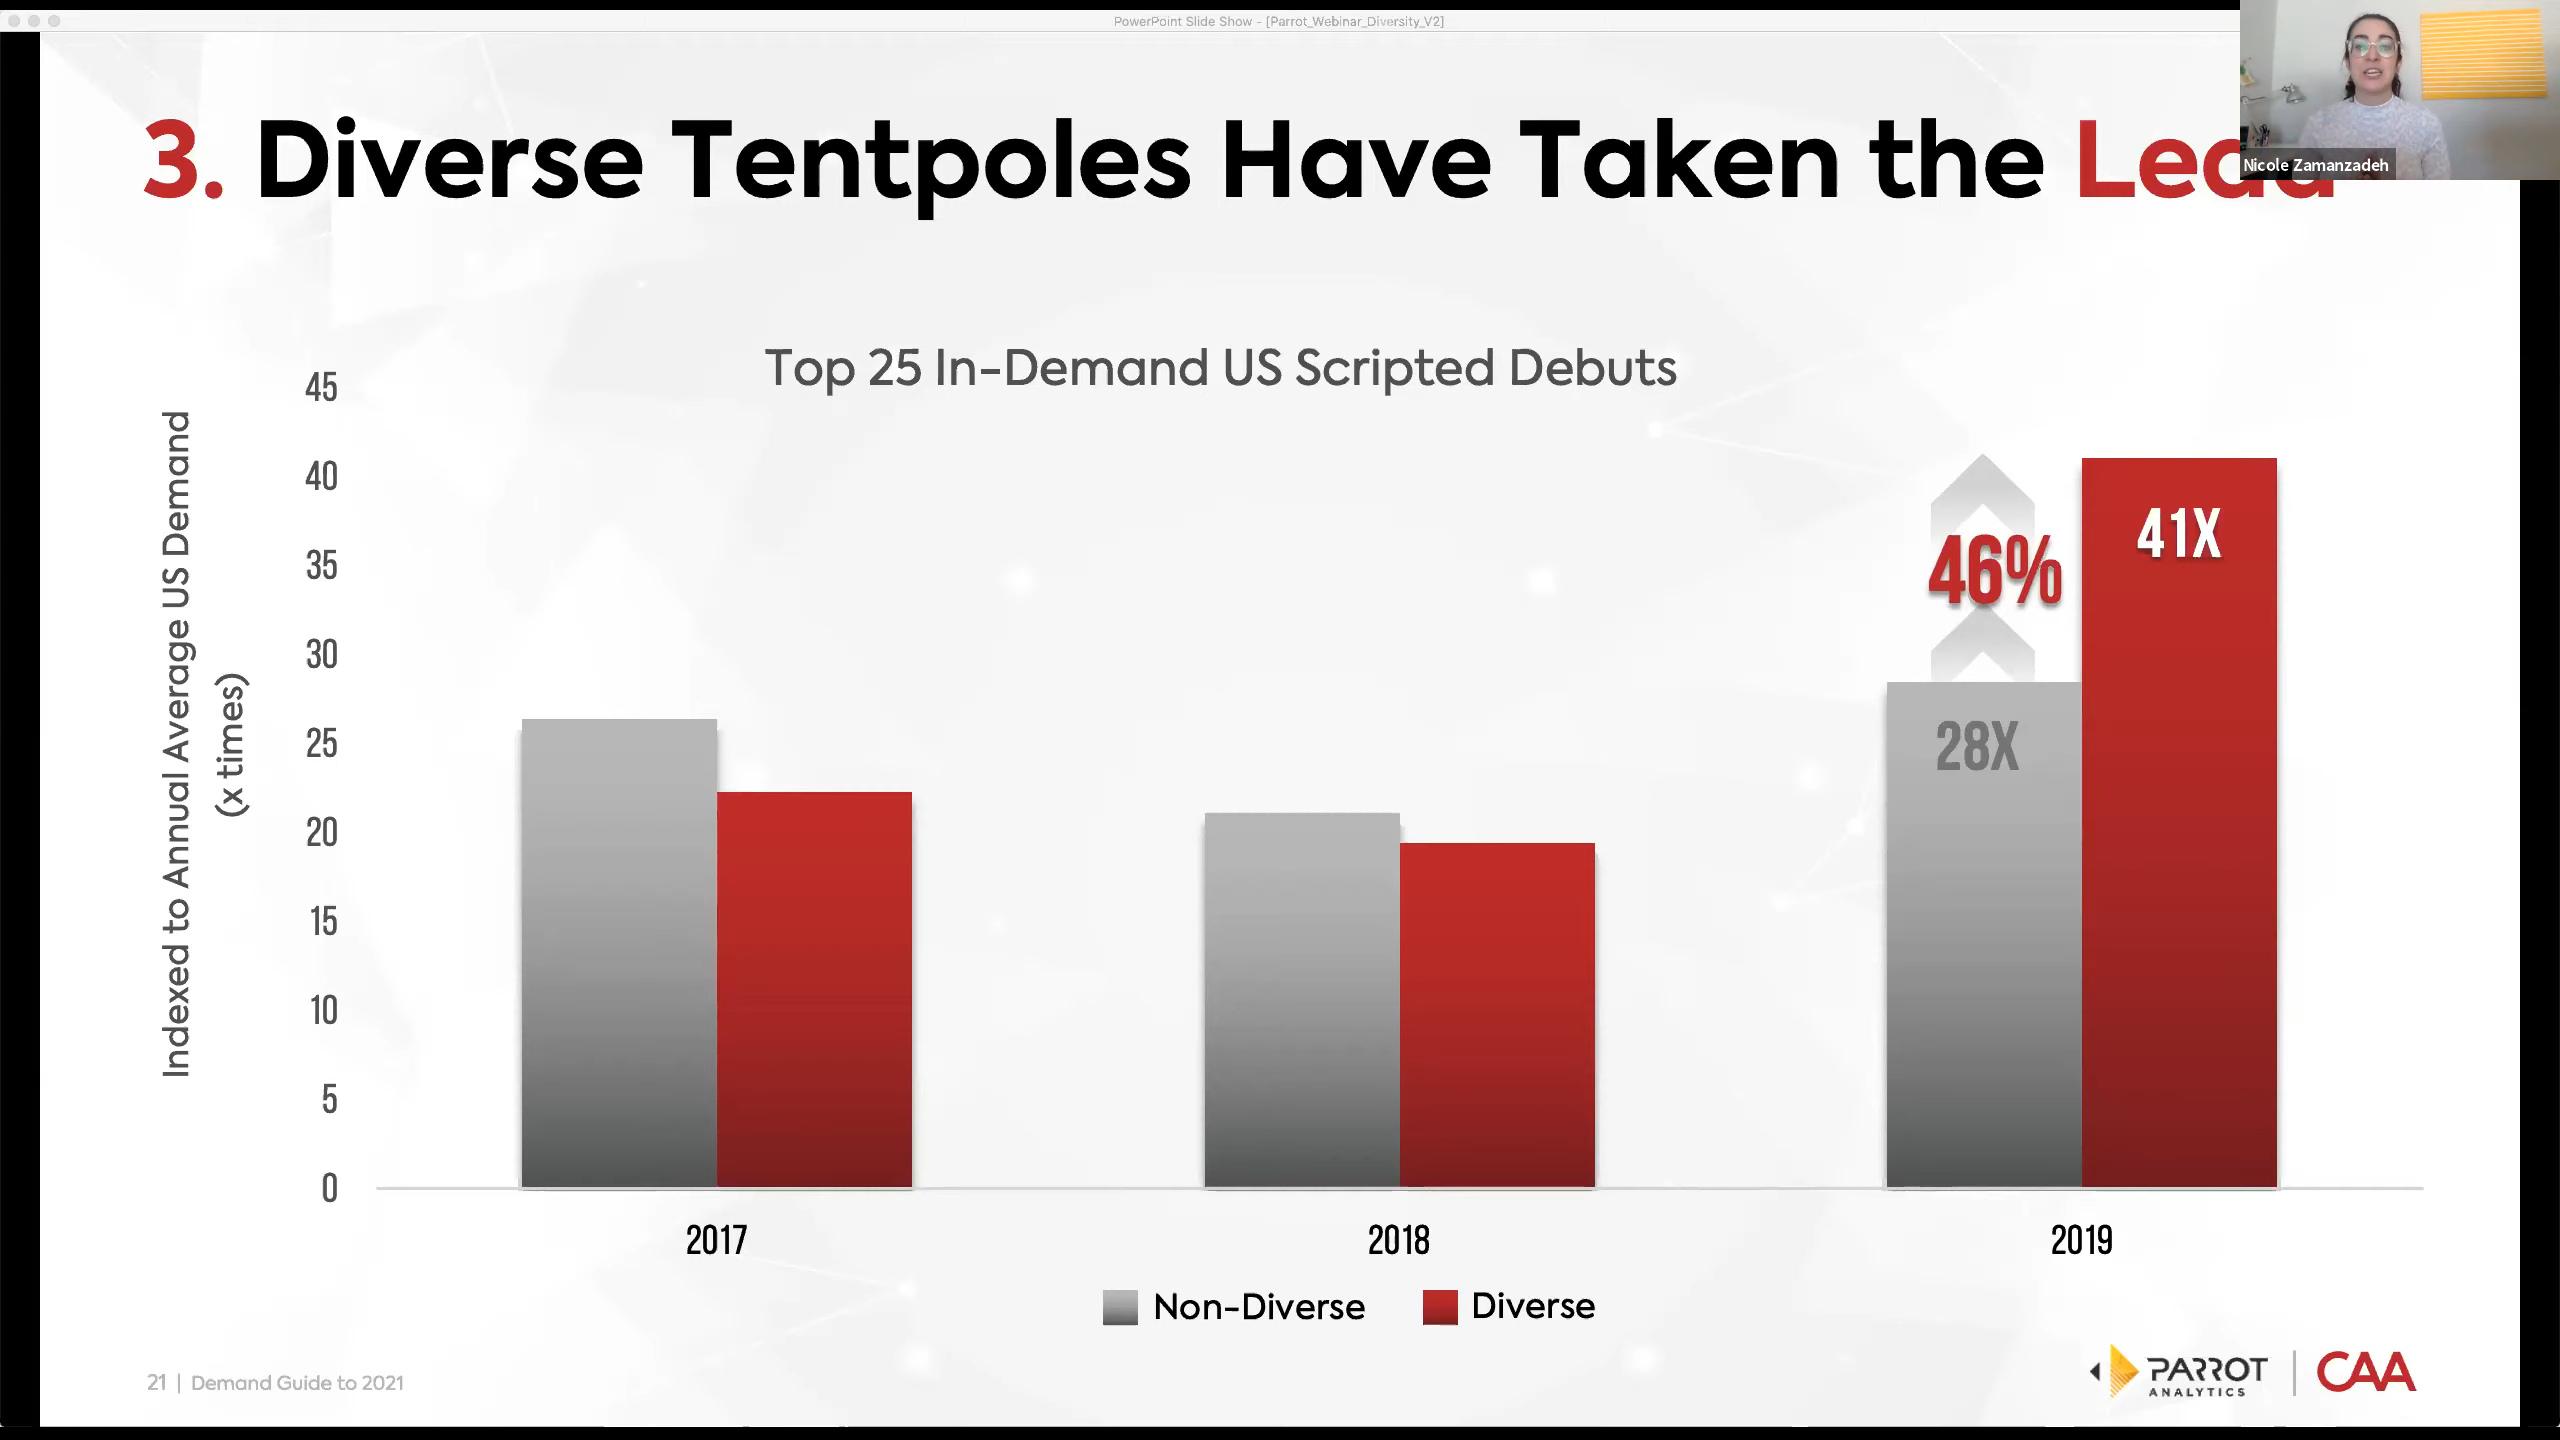 PowerPoint Slide Show - [Parrot_Webinar_Diversity_V2]
3. Diverse Tentpoles Have Taken the Lead
Nicole Zamanzadeh
Top 25 In-Demand US Scripted Debuts
Indexed to Annual Average US Demand
(x times)
45
40
35
30
25
20
15
10
5
0
46%
41X
28X
2017
2018
2019
Non-Diverse
Diverse
21 | Demand Guide to 2021
PARROT
ANALYTICS
CAA